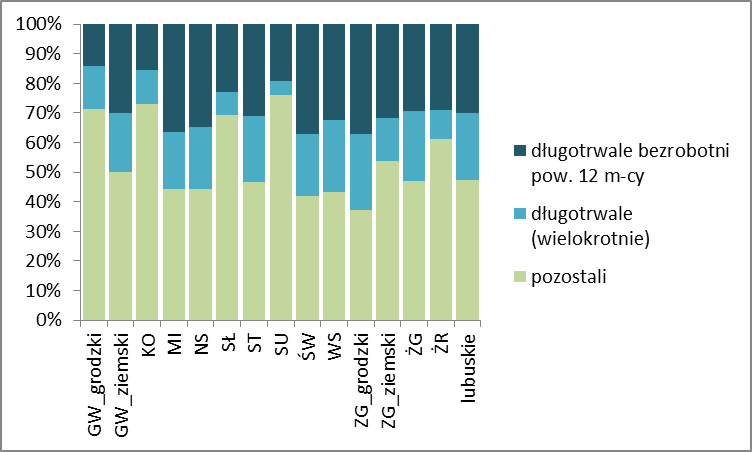 100%
90%
80%
70%
60%
50%
40%
30%
20%
10%
0%
GW_grodzki
GW_ziemski
KO
MI
NS
SŁ
ST
SU
ŚW
WS
ZG_grodzki
ZG_ziemski
ŻG
ŻR
lubuskie
długotrwale bezrobotni
pow. 12 m-cy
długotrwale
(wielokrotnie)
pozostali